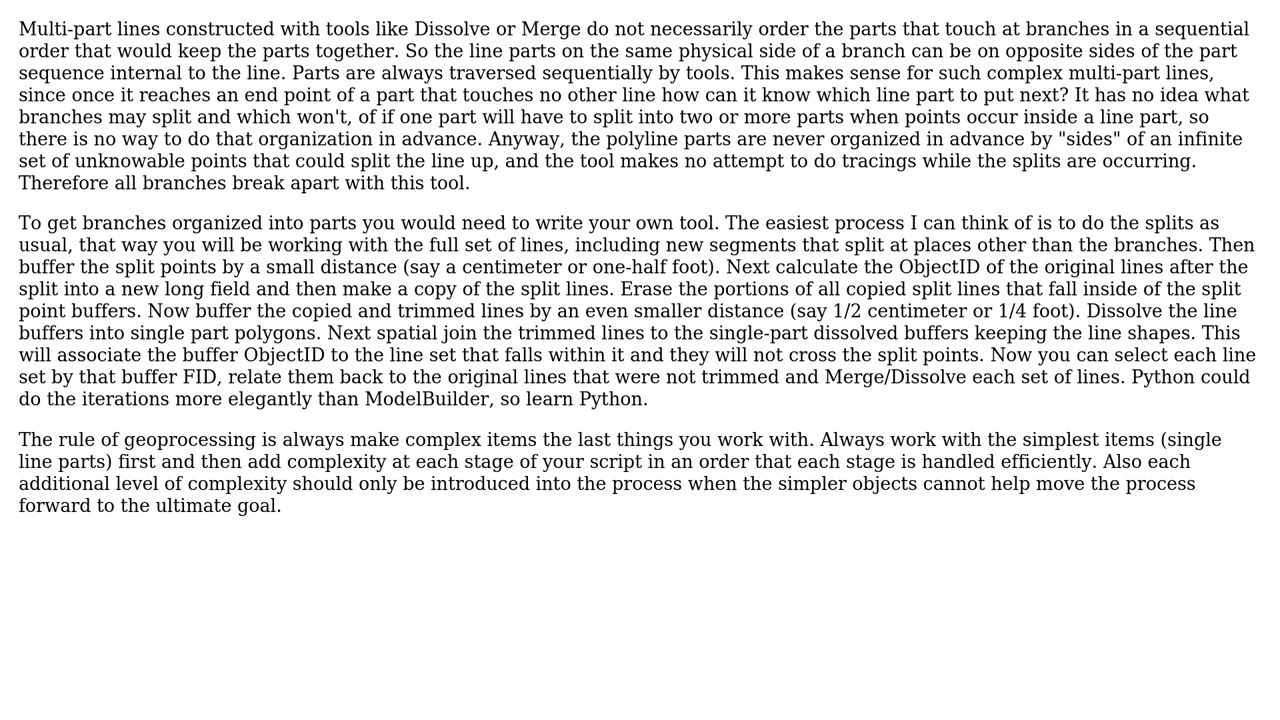 Multi-part lines constructed with tools like Dissolve or Merge do not necessarily order the parts that touch at branches in a sequential
order that would keep the parts together. So the line parts on the same physical side of a branch can be on opposite sides of the part
sequence internal to the line. Parts are always traversed sequentially by tools. This makes sense for such complex multi-part lines,
since once it reaches an end point of a part that touches no other line how can it know which line part to put next? It has no idea what
branches may split and which won't, of if one part will have to split into two or more parts when points occur inside a line part, so
there is no way to do that organization in advance. Anyway, the polyline parts are never organized in advance by "sides" of an infinite
set of unknowable points that could split the line up, and the tool makes no attempt to do tracings while the splits are occurring.
Therefore all branches break apart with this tool.
To get branches organized into parts you would need to write your own tool. The easiest process I can think of is to do the splits as
usual, that way you will be working with the full set of lines, including new segments that split at places other than the branches. Then
buffer the split points by a small distance (say a centimeter or one-half foot). Next calculate the ObjectID of the original lines after the
split into a new long field and then make a copy of the split lines. Erase the portions of all copied split lines that fall inside of the split
point buffers. Now buffer the copied and trimmed lines by an even smaller distance (say 1/2 centimeter or 1/4 foot). Dissolve the line
buffers into single part polygons. Next spatial join the trimmed lines to the single-part dissolved buffers keeping the line shapes. This
will associate the buffer ObjectID to the line set that falls within it and they will not cross the split points. Now you can select each line
set by that buffer FID, relate them back to the original lines that were not trimmed and Merge/Dissolve each set of lines. Python could
do the iterations more elegantly than ModelBuilder, so learn Python.
The rule of geoprocessing is always make complex items the last things you work with. Always work with the simplest items (single
line parts) first and then add complexity at each stage of your script in an order that each stage is handled efficiently. Also each
additional level of complexity should only be introduced into the process when the simpler objects cannot help move the process
forward to the ultimate goal.